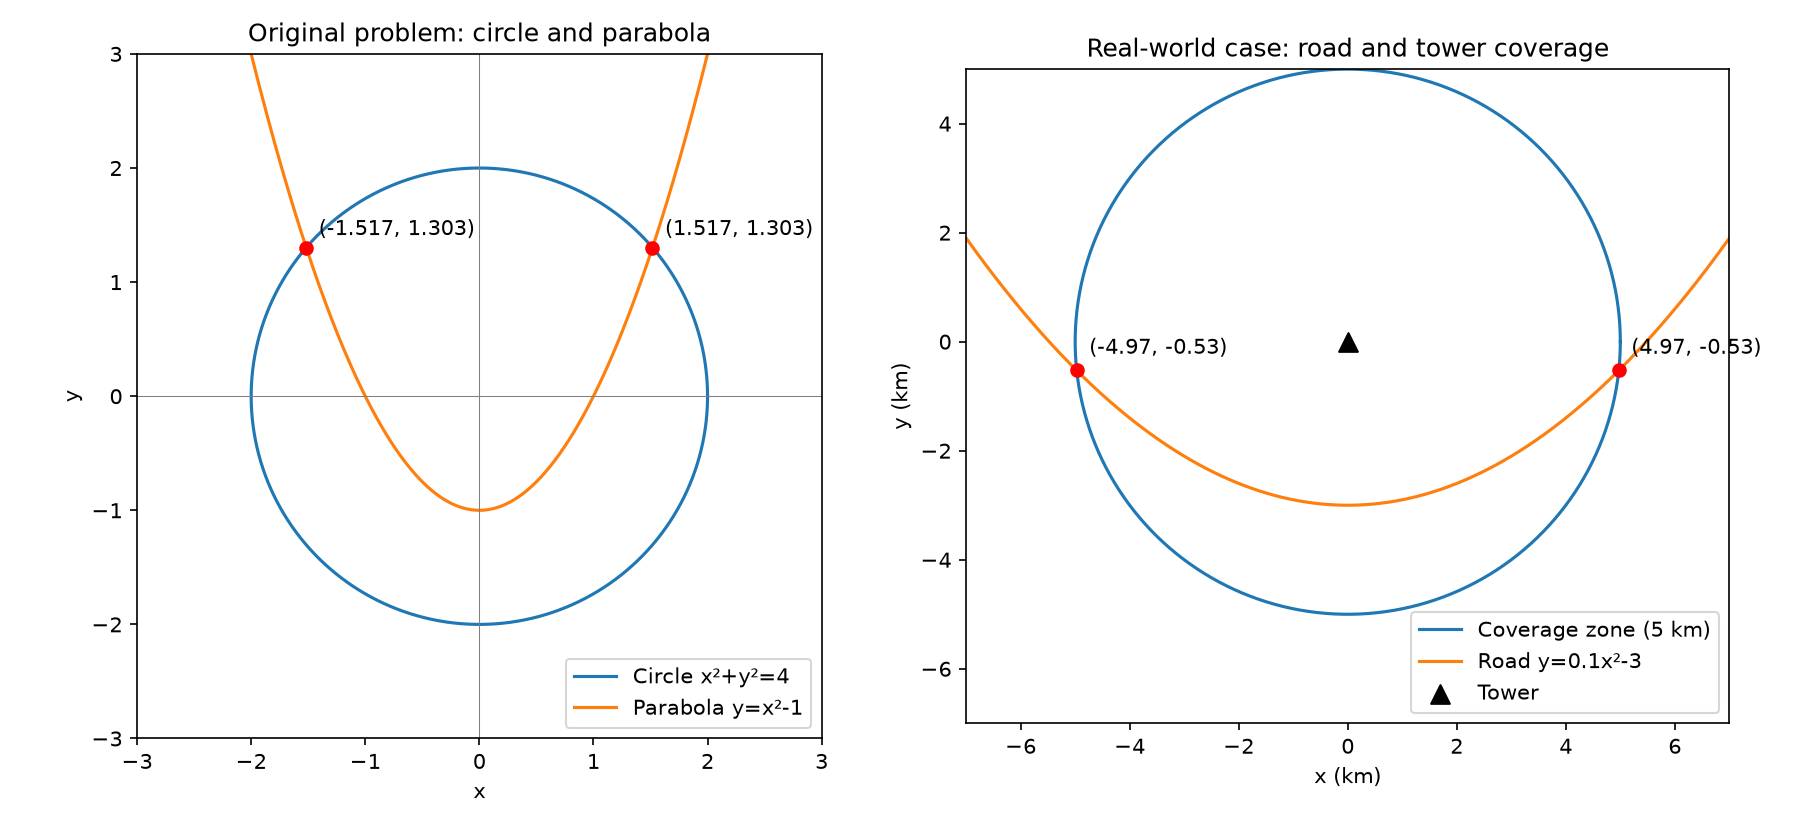 Original problem: circle and parabola
3
2
1
0
−1
−2
−3
y
(-1.517, 1.303)
(1.517, 1.303)
Circle x²+y²=4
Parabola y=x²-1
−3
−2
−1
0
1
2
3
x
Real-world case: road and tower coverage
4
2
0
−2
−4
−6
y (km)
(-4.97, -0.53)
(4.97, -0.53)
Coverage zone (5 km)
Road y=0.1x²-3
Tower
−6
−4
−2
0
2
4
6
x (km)